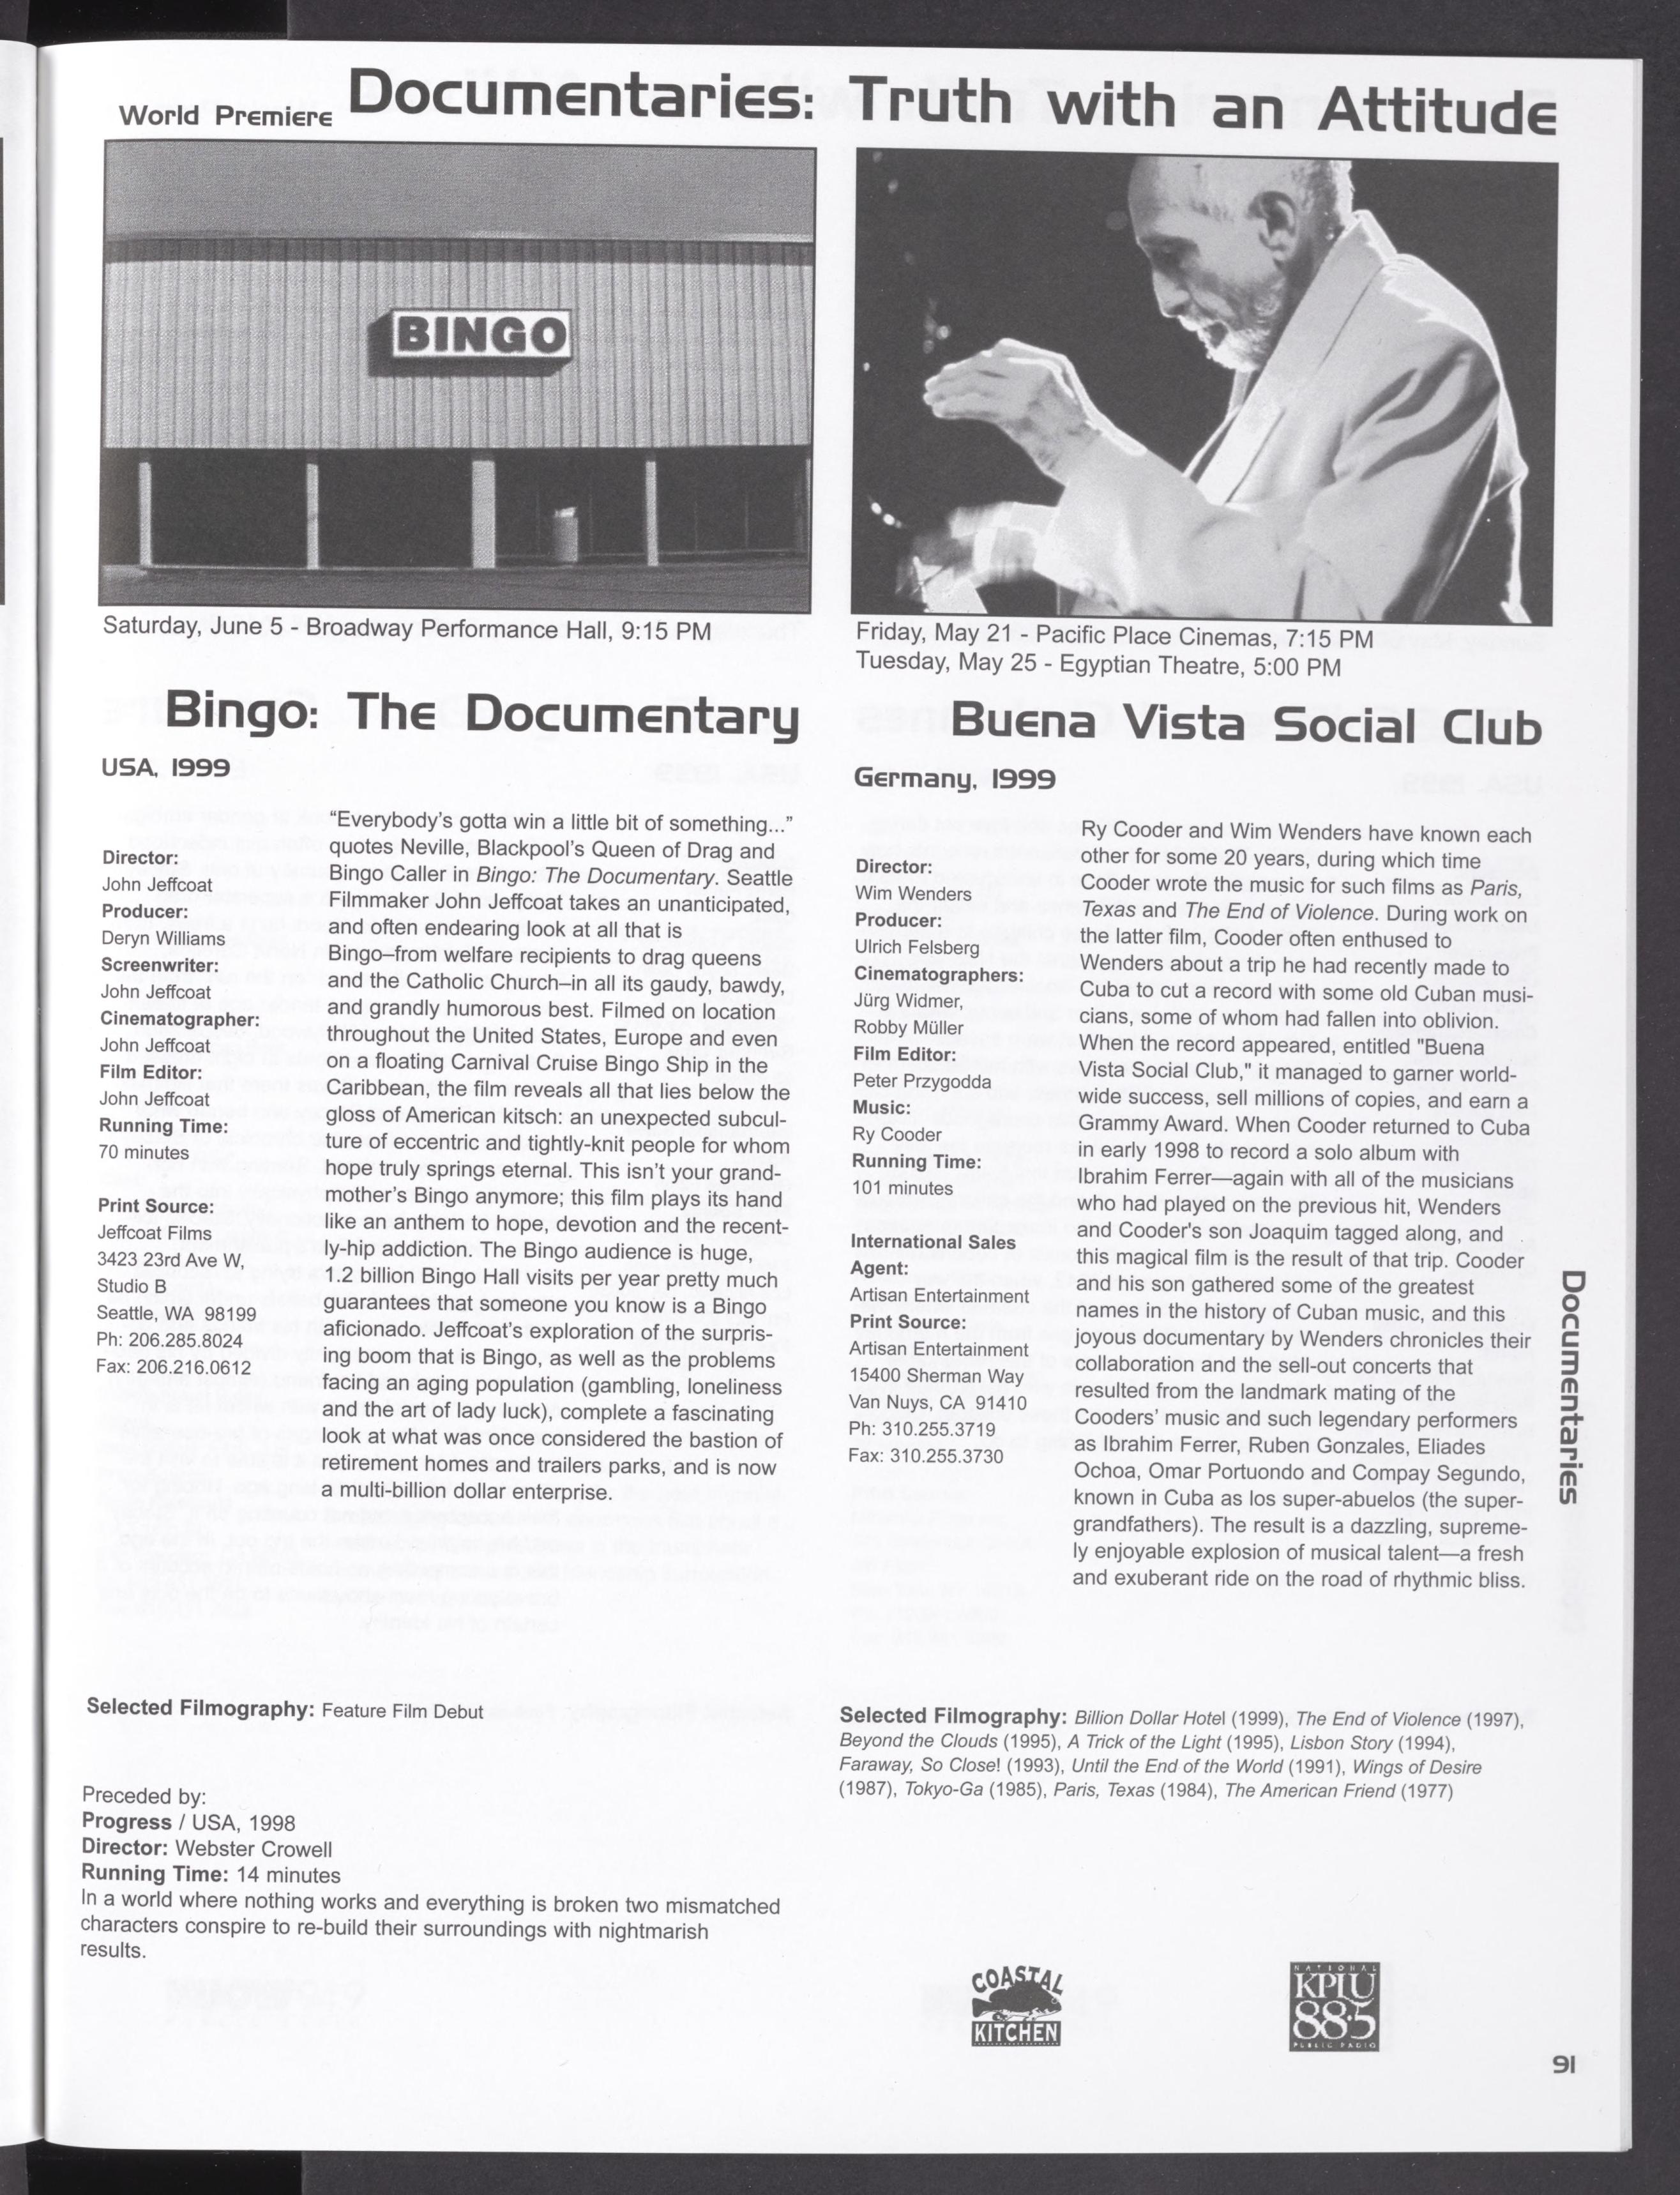 World Premiere
Documentaries: Truth with an Attitude
BINGO
Saturday, June 5 - Broadway Performance Hall, 9:15 PM
Bingo: The Documentary
USA, 1999
Director:
John Jeffcoat
Producer:
Deryn Williams
Screenwriter:
John Jeffcoat
Cinematographer:
John Jeffcoat
Film Editor:
John Jeffcoat
Running Time:
70 minutes
Print Source:
Jeffcoat Films
3423 23rd Ave W,
Studio B
Seattle, WA 98199
Ph: 206.285.8024
Fax: 206.216.0612
“Everybody’s gotta win a little bit of something...”
quotes Neville, Blackpool’s Queen of Drag and
Bingo Caller in Bingo: The Documentary. Seattle
Filmmaker John Jeffcoat takes an unanticipated,
and often endearing look at all that is
Bingo–from welfare recipients to drag queens
and the Catholic Church–in all its gaudy, bawdy,
and grandly humorous best. Filmed on location
throughout the United States, Europe and even
on a floating Carnival Cruise Bingo Ship in the
Caribbean, the film reveals all that lies below the
gloss of American kitsch: an unexpected subcul-
ture of eccentric and tightly-knit people for whom
hope truly springs eternal. This isn’t your grand-
mother’s Bingo anymore; this film plays its hand
like an anthem to hope, devotion and the recent-
ly-hip addiction. The Bingo audience is huge,
1.2 billion Bingo Hall visits per year pretty much
guarantees that someone you know is a Bingo
aficionado. Jeffcoat’s exploration of the surpris-
ing boom that is Bingo, as well as the problems
facing an aging population (gambling, loneliness
and the art of lady luck), complete a fascinating
look at what was once considered the bastion of
retirement homes and trailers parks, and is now
a multi-billion dollar enterprise.
Selected Filmography: Feature Film Debut
Preceded by:
Progress / USA, 1998
Director: Webster Crowell
Running Time: 14 minutes
In a world where nothing works and everything is broken two mismatched
characters conspire to re-build their surroundings with nightmarish
results.
Friday, May 21 - Pacific Place Cinemas, 7:15 PM
Tuesday, May 25 - Egyptian Theatre, 5:00 PM
Buena Vista Social Club
Germany, 1999
Director:
Wim Wenders
Producer:
Ulrich Felsberg
Cinematographers:
Jürg Widmer,
Robby Müller
Film Editor:
Peter Przygodda
Music:
Ry Cooder
Running Time:
101 minutes
International Sales
Agent:
Artisan Entertainment
Print Source:
Artisan Entertainment
15400 Sherman Way
Van Nuys, CA 91410
Ph: 310.255.3719
Fax: 310.255.3730
Ry Cooder and Wim Wenders have known each
other for some 20 years, during which time
Cooder wrote the music for such films as Paris,
Texas and The End of Violence. During work on
the latter film, Cooder often enthused to
Wenders about a trip he had recently made to
Cuba to cut a record with some old Cuban musi-
cians, some of whom had fallen into oblivion.
When the record appeared, entitled "Buena
Vista Social Club," it managed to garner world-
wide success, sell millions of copies, and earn a
Grammy Award. When Cooder returned to Cuba
in early 1998 to record a solo album with
Ibrahim Ferrer—again with all of the musicians
who had played on the previous hit, Wenders
and Cooder's son Joaquim tagged along, and
this magical film is the result of that trip. Cooder
and his son gathered some of the greatest
names in the history of Cuban music, and this
joyous documentary by Wenders chronicles their
collaboration and the sell-out concerts that
resulted from the landmark mating of the
Cooders’ music and such legendary performers
as Ibrahim Ferrer, Ruben Gonzales, Eliades
Ochoa, Omar Portuondo and Compay Segundo,
known in Cuba as los super-abuelos (the super-
grandfathers). The result is a dazzling, supreme-
ly enjoyable explosion of musical talent—a fresh
and exuberant ride on the road of rhythmic bliss.
Selected Filmography: Billion Dollar Hotel (1999), The End of Violence (1997),
Beyond the Clouds (1995), A Trick of the Light (1995), Lisbon Story (1994),
Faraway, So Close! (1993), Until the End of the World (1991), Wings of Desire
(1987), Tokyo-Ga (1985), Paris, Texas (1984), The American Friend (1977)
COASTAL
KITCHEN
NATIONAL
KPLU
88.5
PUBLIC RADIO
Documentaries
91